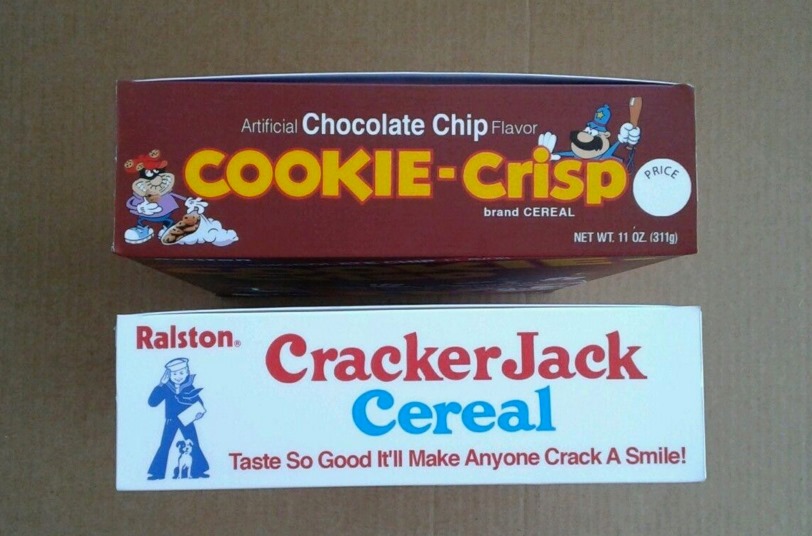 Artificial Chocolate Chip Flavor
COOKIE-Crisp
PRICE
brand CEREAL
NET WT. 11 OZ. (311g)
Ralston®
CrackerJack
Cereal
Taste So Good It'll Make Anyone Crack A Smile!